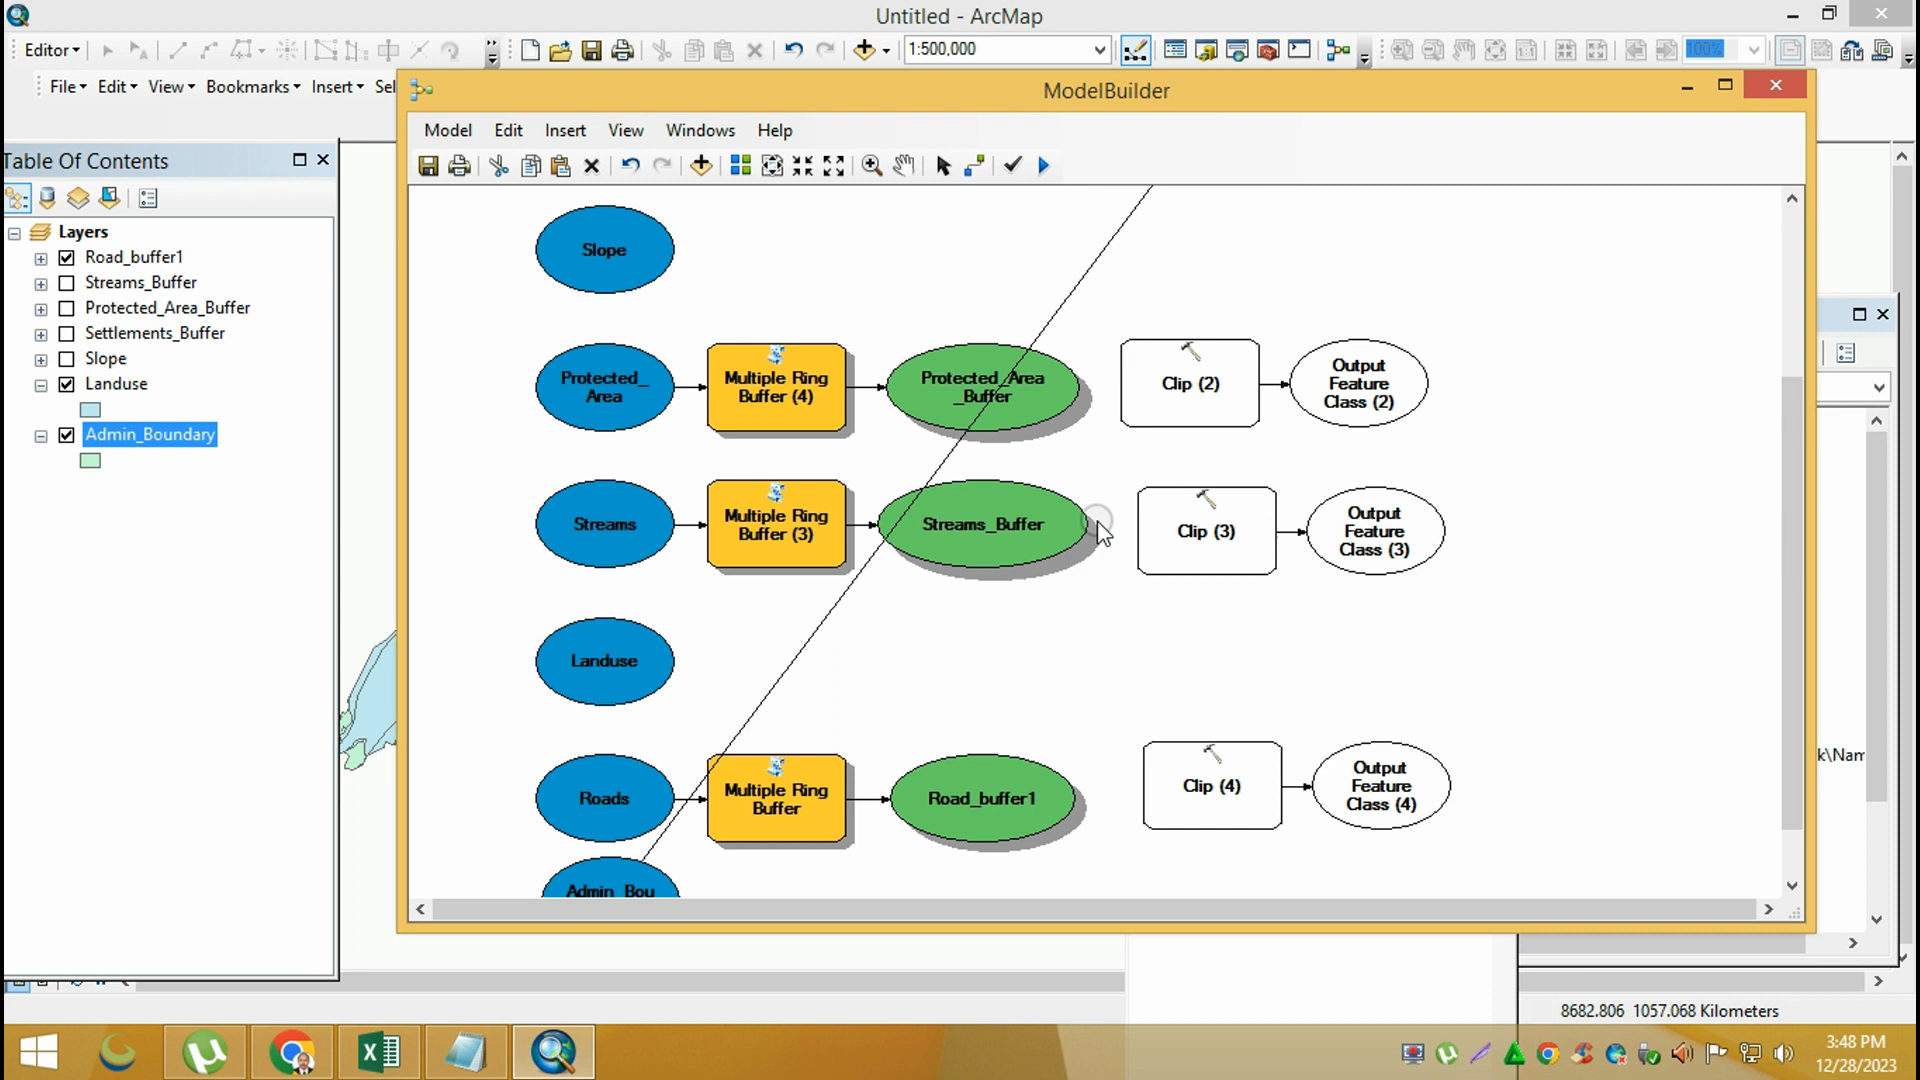 Untitled - ArcMap
Editor
1:500,000
100%
File Edit View Bookmarks Insert Sel
ModelBuilder
Model Edit Insert View Windows Help
Table Of Contents
Layers
Road_buffer1
Streams_Buffer
Protected_Area_Buffer
Settlements_Buffer
Slope
Landuse
Admin_Boundary
Slope
Protected_
Area
Multiple Ring
Buffer (4)
Protected_Area
_Buffer
Clip (2)
Output
Feature
Class (2)
Streams
Multiple Ring
Buffer (3)
Streams_Buffer
Clip (3)
Output
Feature
Class (3)
Landuse
Roads
Multiple Ring
Buffer
Road_buffer1
Clip (4)
Output
Feature
Class (4)
Admin_Bou
k\Nam
8682.806 1057.068 Kilometers
3:48 PM
12/28/2023